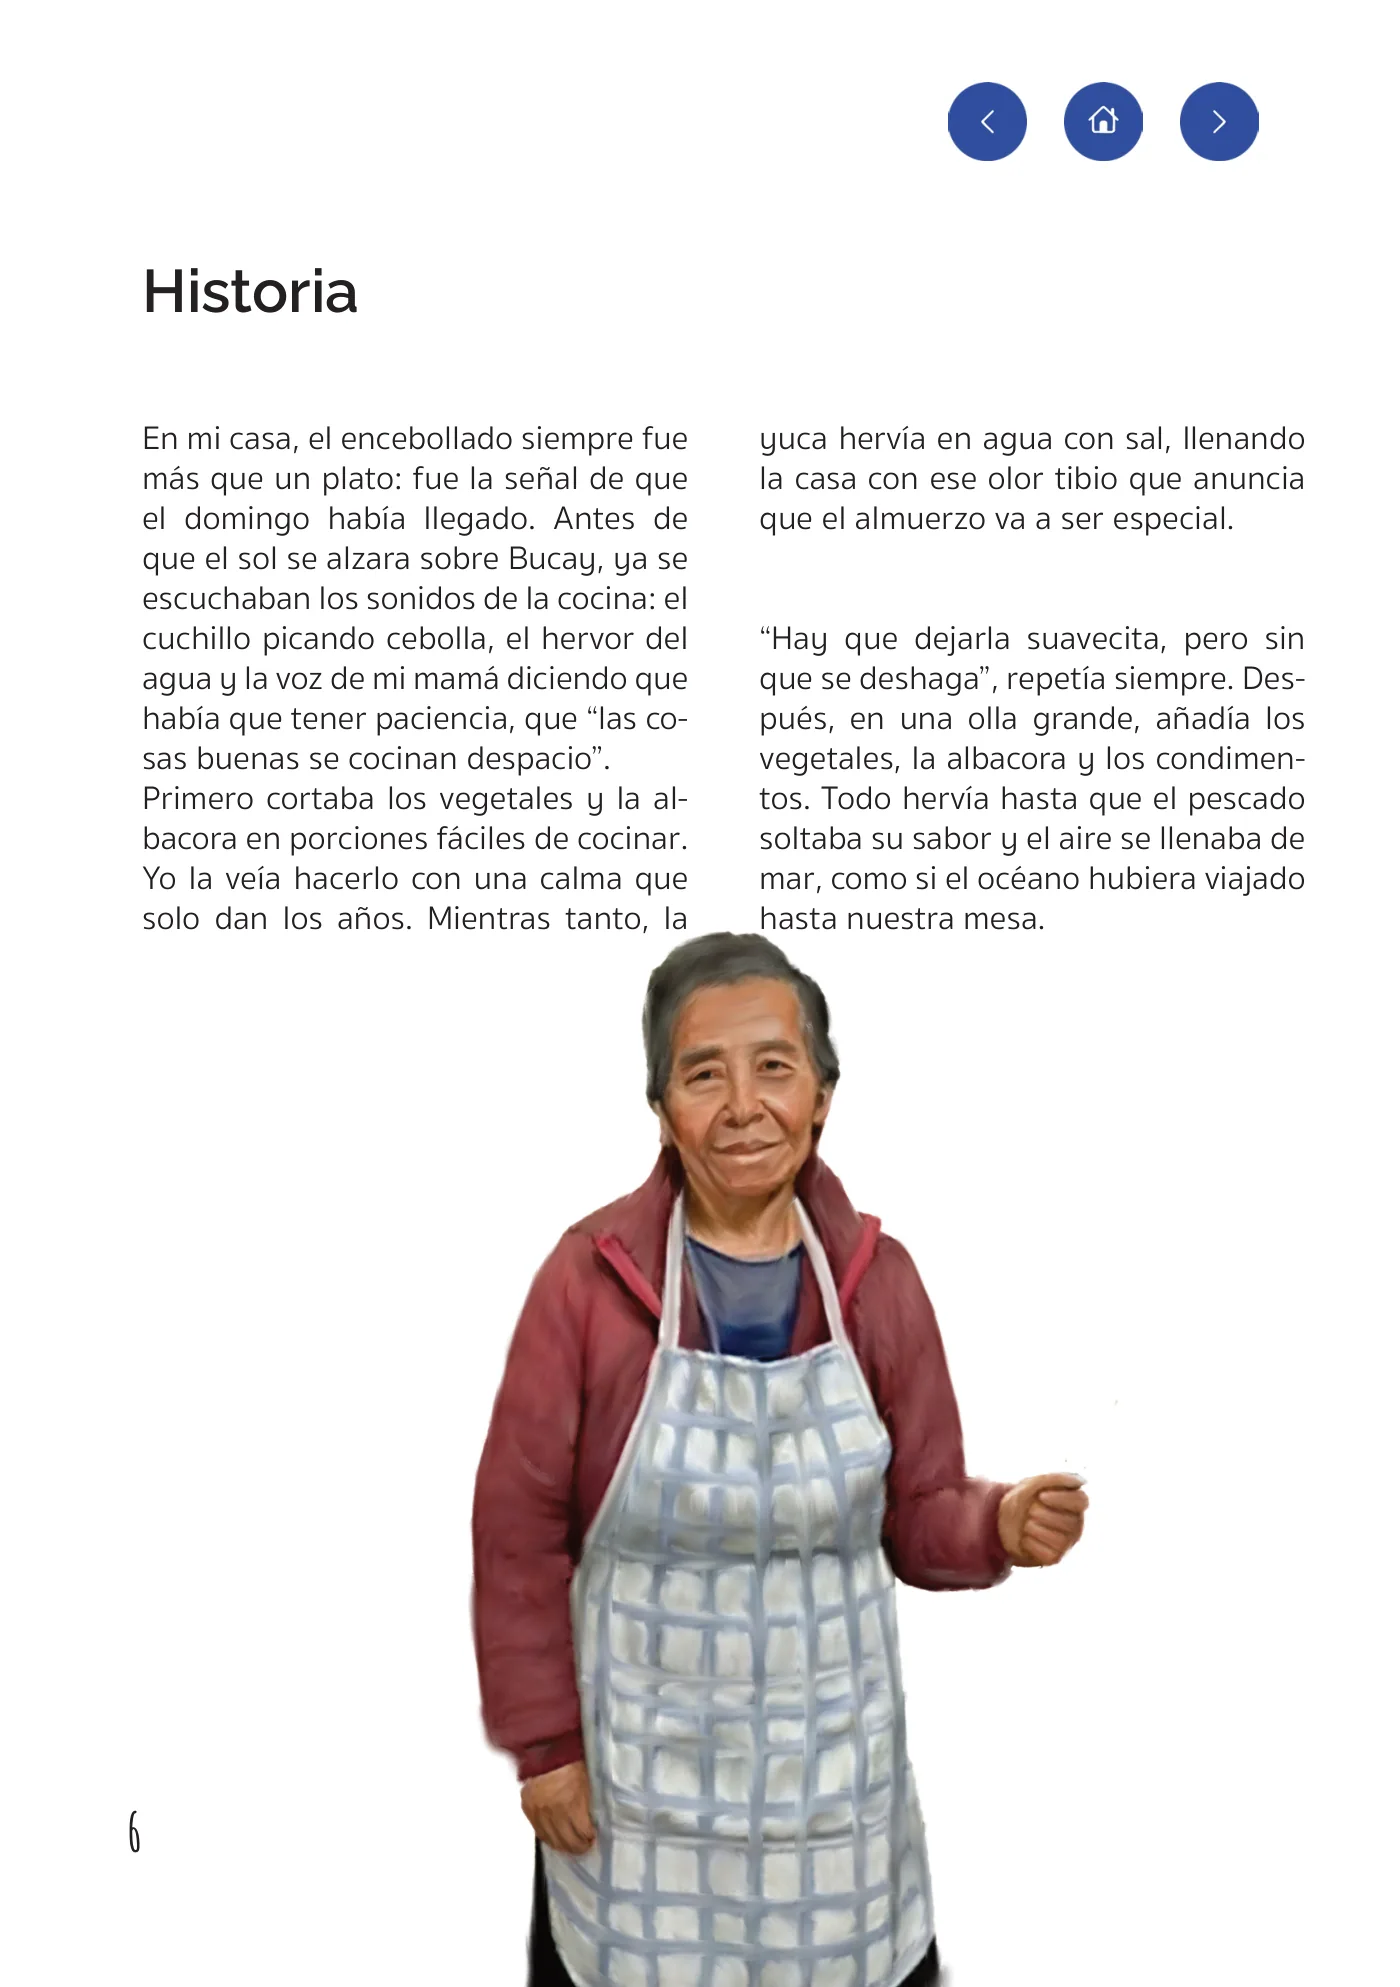 Historia
En mi casa, el encebollado siempre fue
más que un plato: fue la señal de que
el domingo había llegado. Antes de
que el sol se alzara sobre Bucay, ya se
escuchaban los sonidos de la cocina: el
cuchillo picando cebolla, el hervor del
agua y la voz de mi mamá diciendo que
había que tener paciencia, que “las co-
sas buenas se cocinan despacio”.
Primero cortaba los vegetales y la al-
bacora en porciones fáciles de cocinar.
Yo la veía hacerlo con una calma que
solo dan los años. Mientras tanto, la
yuca hervía en agua con sal, llenando
la casa con ese olor tibio que anuncia
que el almuerzo va a ser especial.
“Hay que dejarla suavecita, pero sin
que se deshaga”, repetía siempre. Des-
pués, en una olla grande, añadía los
vegetales, la albacora y los condimen-
tos. Todo hervía hasta que el pescado
soltaba su sabor y el aire se llenaba de
mar, como si el océano hubiera viajado
hasta nuestra mesa.
6